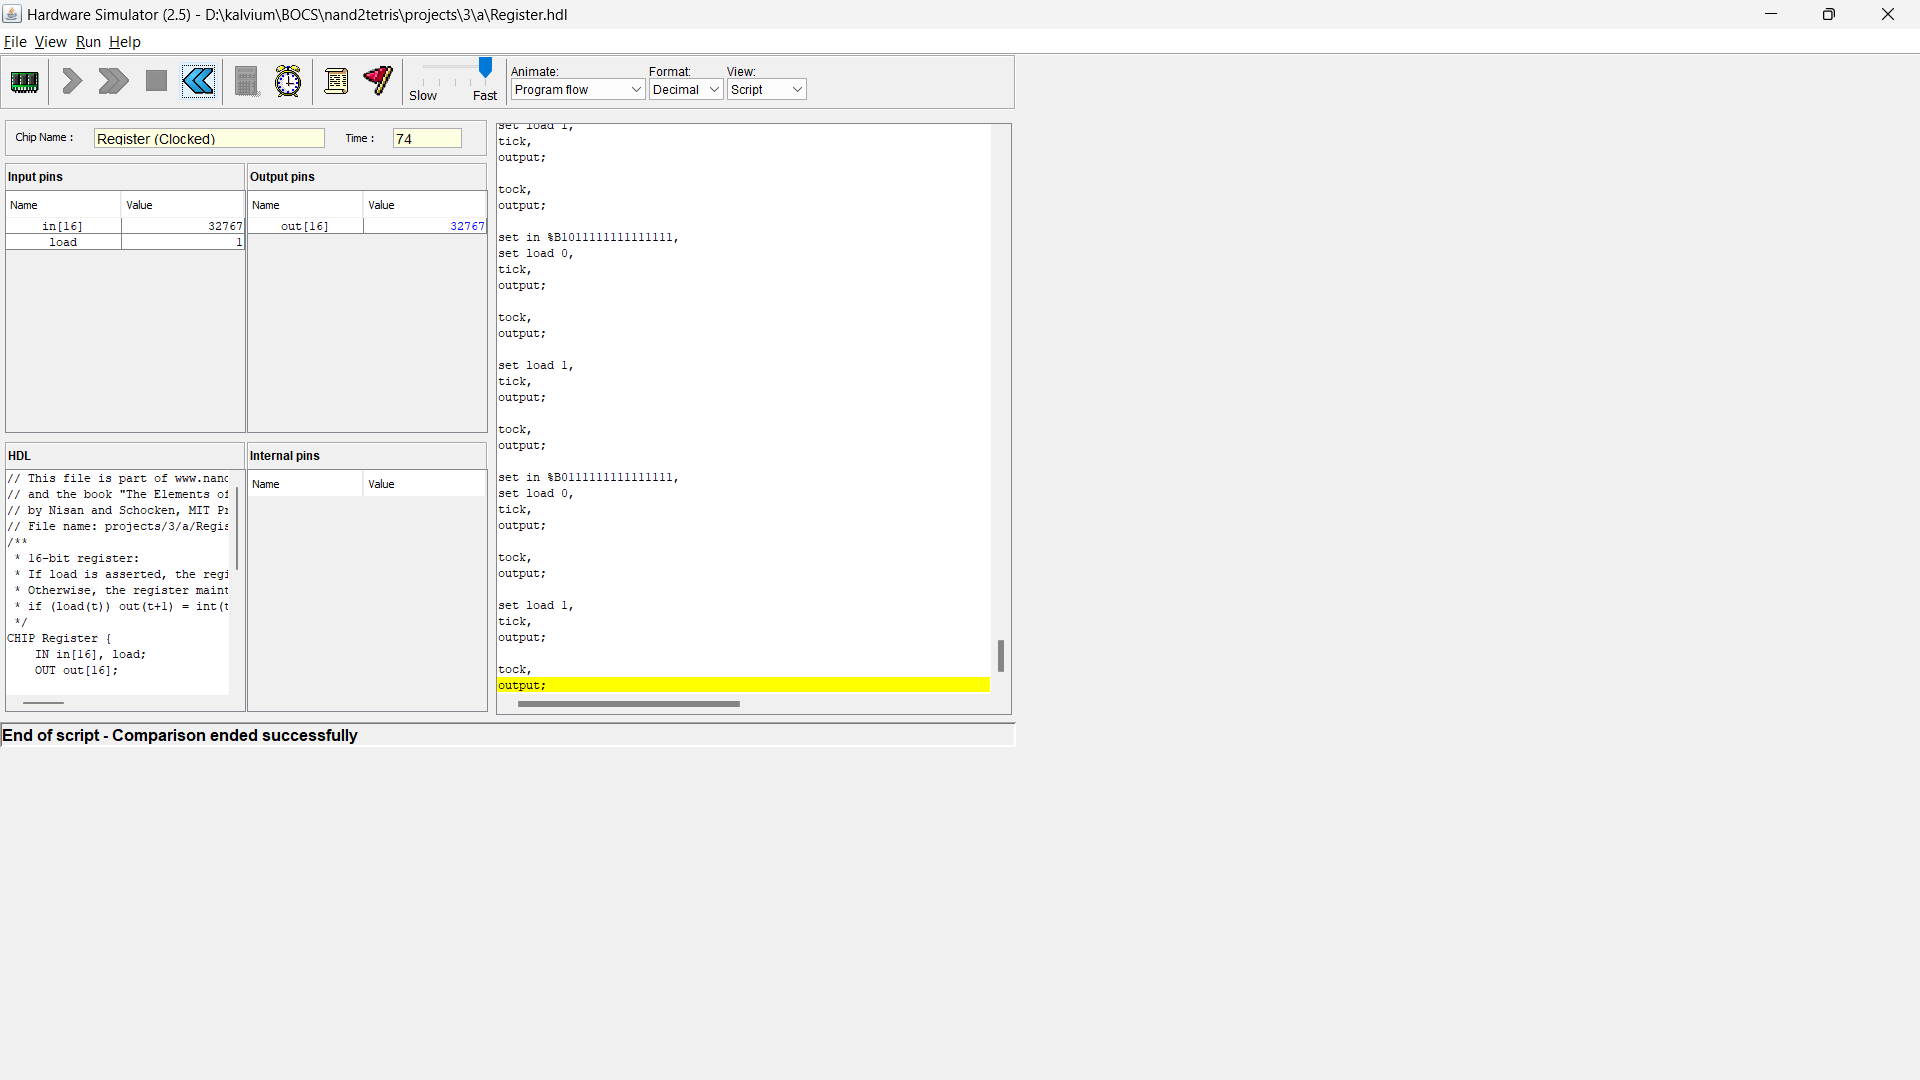 Hardware Simulator (2.5) - D:\kalvium\BOCS\nand2tetris\projects\3\a\Register.hdl
File View Run Help
Slow Fast
Animate: Format: View:
Program flow Decimal Script
Chip Name : Register (Clocked) Time : 74
Input pins
Name Value
in[16] 32767
load 1
Output pins
Name Value
out[16] 32767
HDL
// This file is part of www.nand
// and the book "The Elements of
// by Nisan and Schocken, MIT Pr
// File name: projects/3/a/Regis
/**
* 16-bit register:
* If load is asserted, the regi
* Otherwise, the register maint
* if (load(t)) out(t+1) = int(t
*/
CHIP Register {
IN in[16], load;
OUT out[16];
Internal pins
Name Value
set load 1,
tick,
output;
tock,
output;
set in %B1011111111111111,
set load 0,
tick,
output;
tock,
output;
set load 1,
tick,
output;
tock,
output;
set in %B0111111111111111,
set load 0,
tick,
output;
tock,
output;
set load 1,
tick,
output;
tock,
output;
End of script - Comparison ended successfully